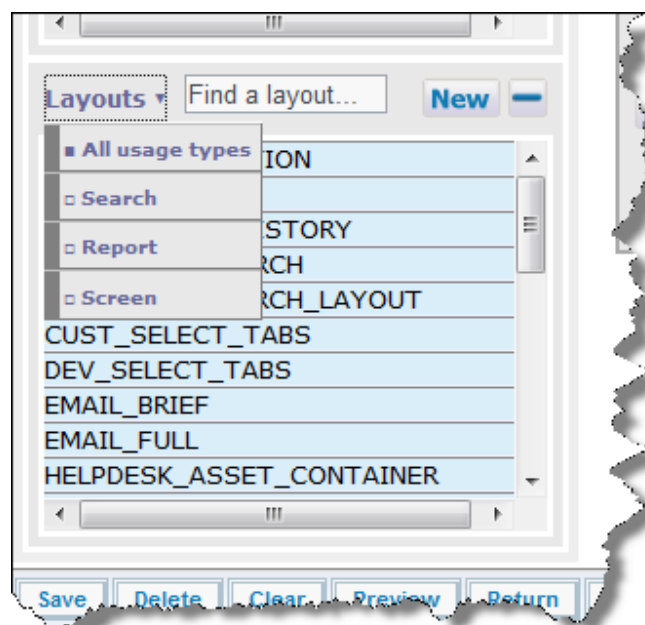 Layouts Find a layout... New
All usage types
Search
Report
Screen
ION
STORY
RCH
RCH_LAYOUT
CUST_SELECT_TABS
DEV_SELECT_TABS
EMAIL_BRIEF
EMAIL_FULL
HELPDESK_ASSET_CONTAINER
Save Delete Clear Preview Return